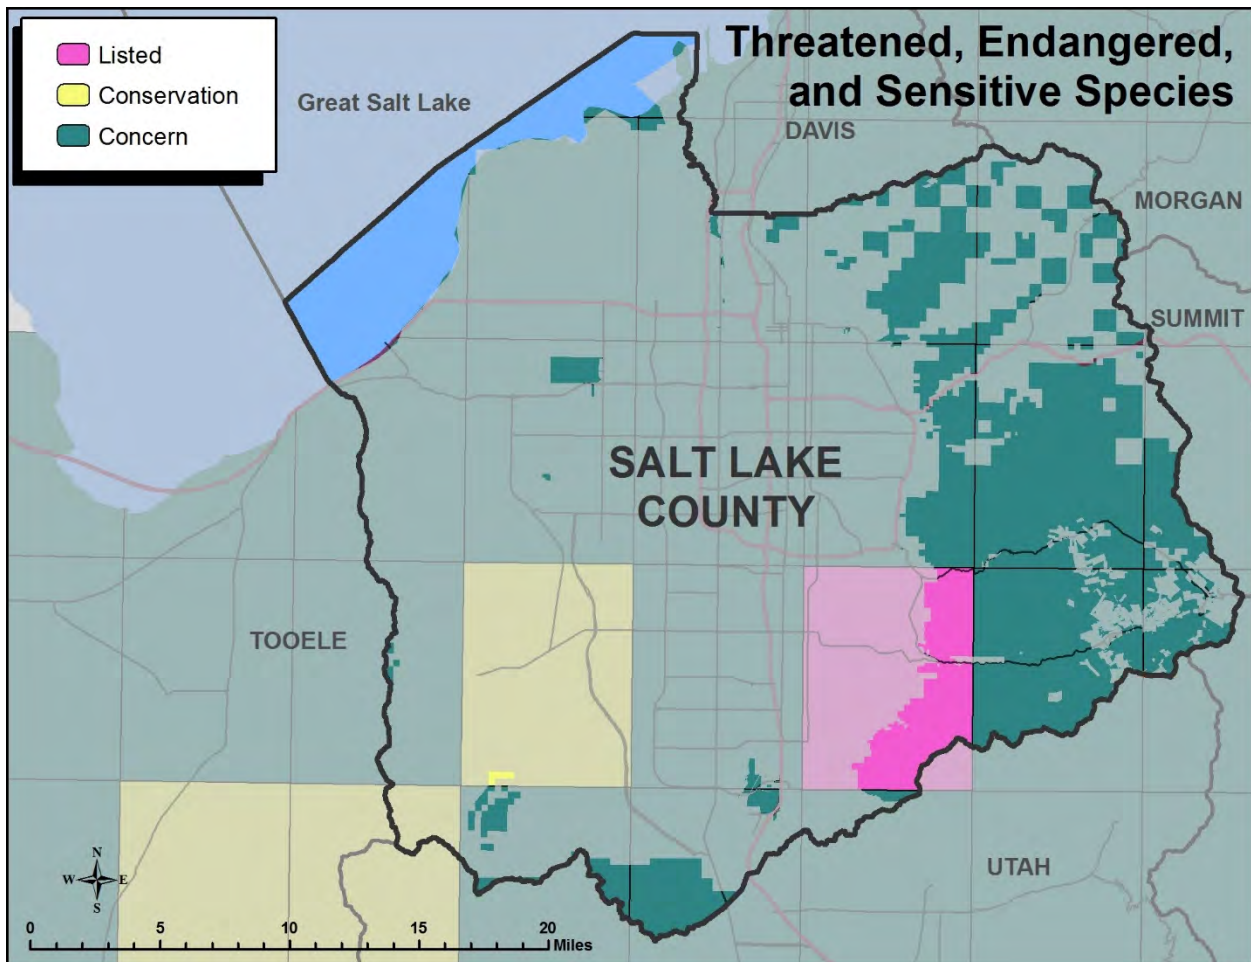 Threatened, Endangered,
and Sensitive Species
Listed
Conservation
Concern
Great Salt Lake
DAVIS
MORGAN
SUMMIT
SALT LAKE
COUNTY
TOOELE
UTAH
N
W E
S
0 5 10 15 20
Miles